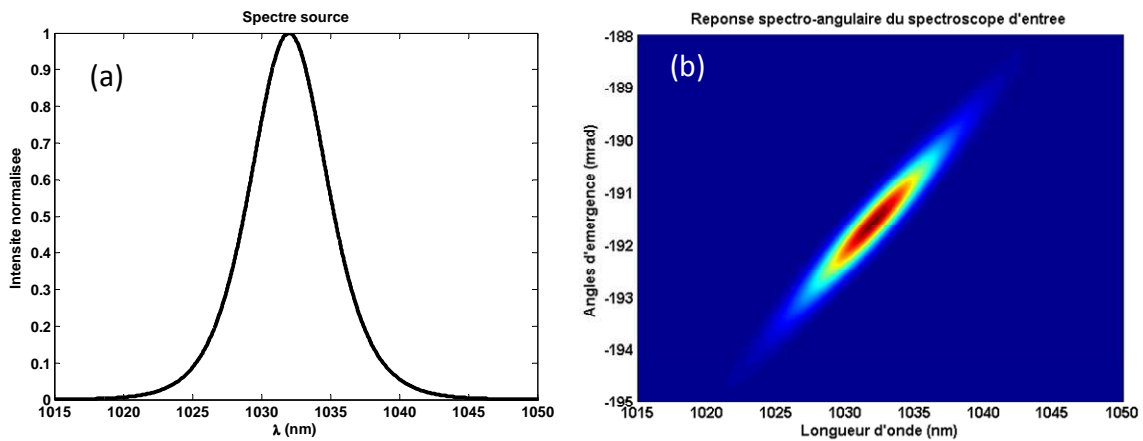 Spectre source
(a)
Intensite normalisee
1
0.9
0.8
0.7
0.6
0.5
0.4
0.3
0.2
0.1
0
1015 1020 1025 1030 1035 1040 1045 1050
λ (nm)
Reponse spectro-angulaire du spectroscope d'entree
(b)
Angles d'emergence (mrad)
-188
-189
-190
-191
-192
-193
-194
-195
1015 1020 1025 1030 1035 1040 1045 1050
Longueur d'onde (nm)